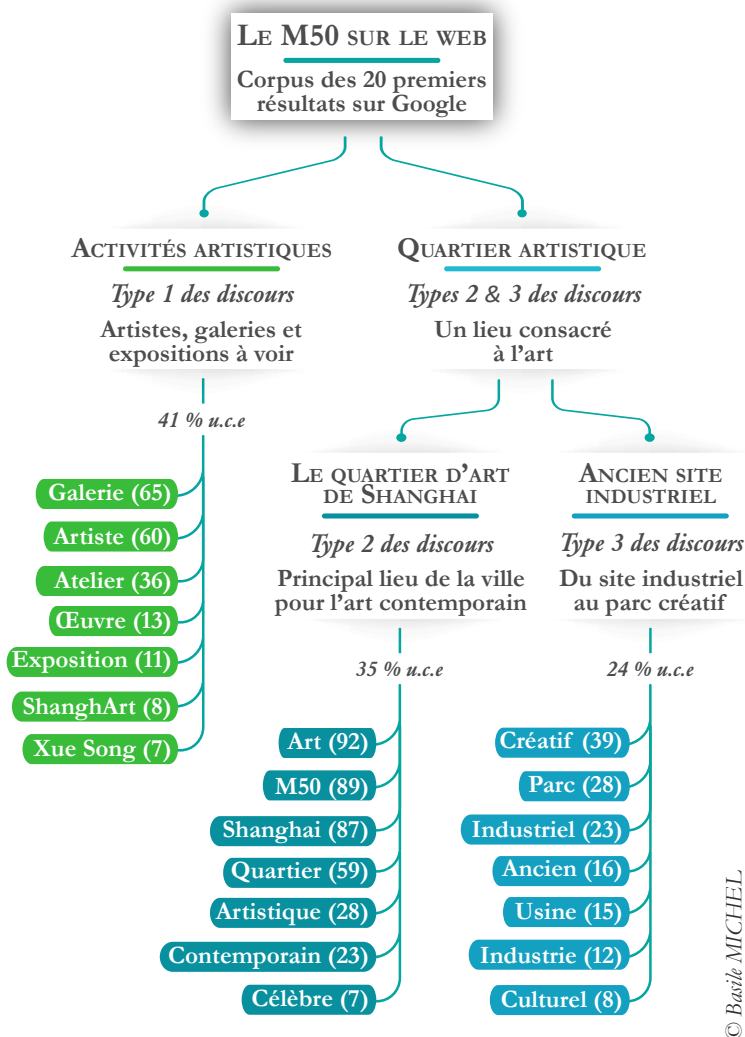 Le M50 sur le web
Corpus des 20 premiers
résultats sur Google
Activités artistiques
Type 1 des discours
Artistes, galeries et
expositions à voir
41 % u.c.e
Galerie (65)
Artiste (60)
Atelier (36)
Œuvre (13)
Exposition (11)
ShanghArt (8)
Xue Song (7)
Quartier artistique
Types 2 & 3 des discours
Un lieu consacré
à l’art
Le quartier d’art
de Shanghai
Type 2 des discours
Principal lieu de la ville
pour l’art contemporain
35 % u.c.e
Art (92)
M50 (89)
Shanghai (87)
Quartier (59)
Artistique (28)
Contemporain (23)
Célèbre (7)
Ancien site
industriel
Type 3 des discours
Du site industriel
au parc créatif
24 % u.c.e
Créatif (39)
Parc (28)
Industriel (23)
Ancien (16)
Usine (15)
Industrie (12)
Culturel (8)
© Basile MICHEL